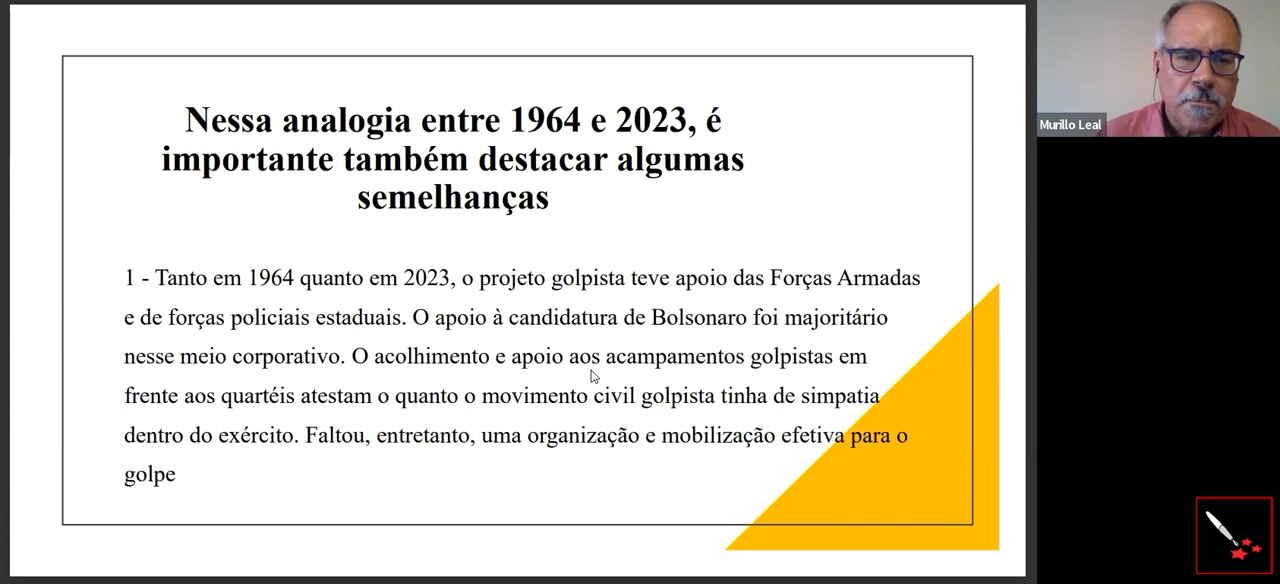 Nessa analogia entre 1964 e 2023, é
importante também destacar algumas
semelhanças
1 - Tanto em 1964 quanto em 2023, o projeto golpista teve apoio das Forças Armadas
e de forças policiais estaduais. O apoio à candidatura de Bolsonaro foi majoritário
nesse meio corporativo. O acolhimento e apoio aos acampamentos golpistas em
frente aos quartéis atestam o quanto o movimento civil golpista tinha de simpatia
dentro do exército. Faltou, entretanto, uma organização e mobilização efetiva para o
golpe
Murillo Leal